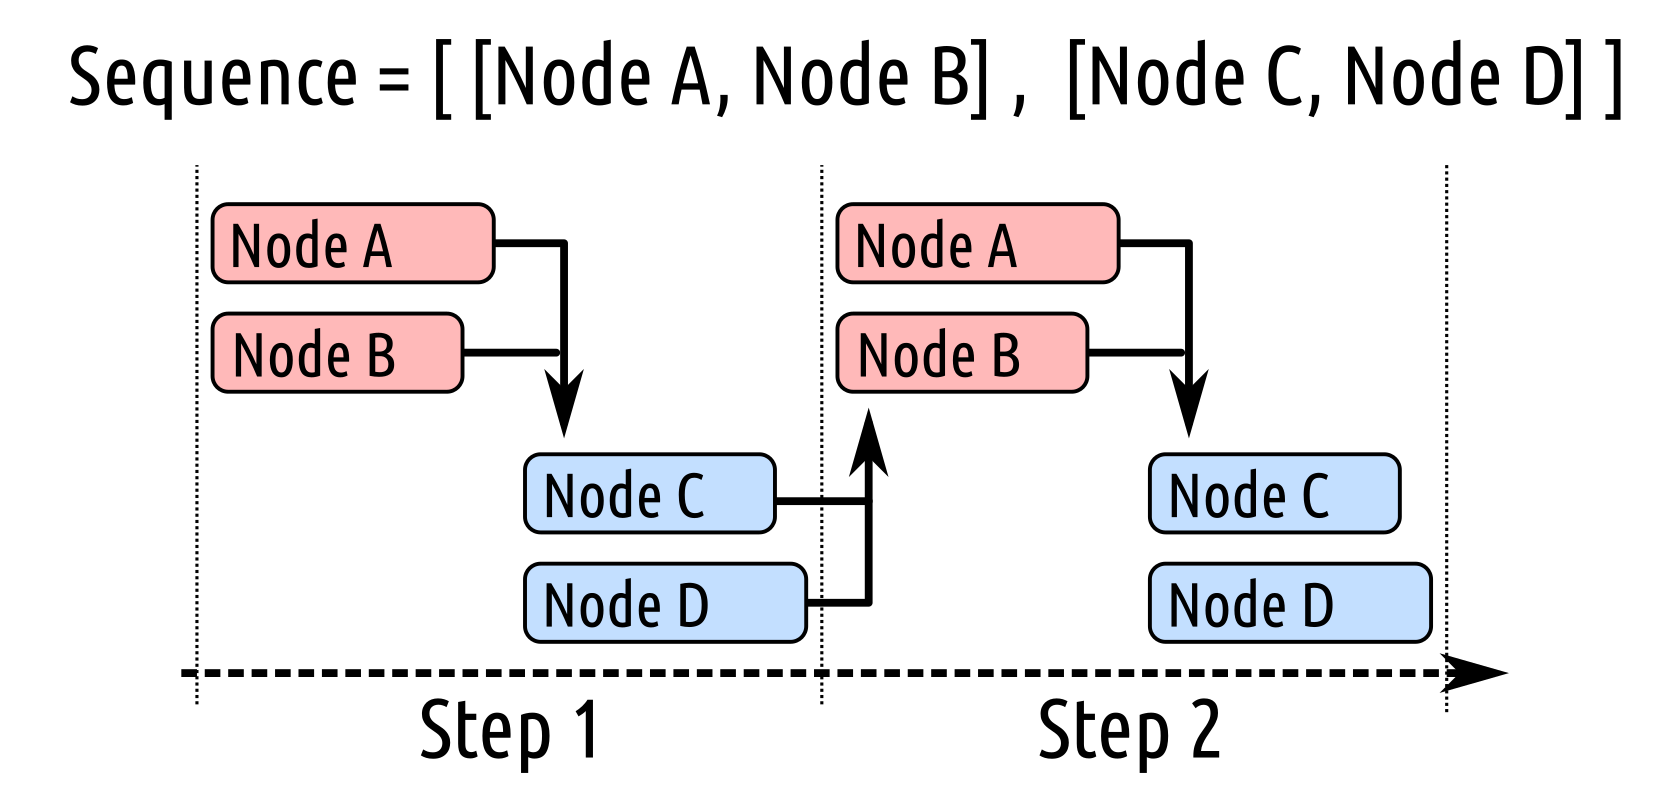 Sequence = [ [Node A, Node B] , [Node C, Node D] ]
Node A
Node B
Node C
Node D
Node A
Node B
Node C
Node D
Step 1
Step 2